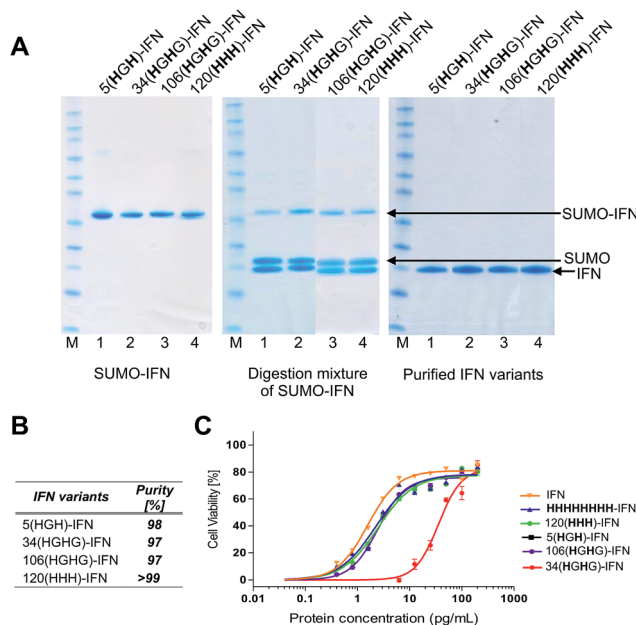 A
5(HGH)-IFN
34(HGHG)-IFN
106(HGHG)-IFN
120(HHH)-IFN
5(HGH)-IFN
34(HGHG)-IFN
106(HGHG)-IFN
120(HHH)-IFN
5(HGH)-IFN
34(HGHG)-IFN
106(HGHG)-IFN
120(HHH)-IFN
SUMO-IFN
SUMO
IFN
M 1 2 3 4
M 1 2 3 4
M 1 2 3 4
SUMO-IFN
Digestion mixture
of SUMO-IFN
Purified IFN variants
B
IFN variants Purity
[%]
5(HGH)-IFN 98
34(HGHG)-IFN 97
106(HGHG)-IFN 97
120(HHH)-IFN >99
C
Cell Viability [%]
100
80
60
40
20
0
0.01 0.1 1 10 100 1000
Protein concentration (pg/mL)
IFN
HHHHHHHH-IFN
120(HHH)-IFN
5(HGH)-IFN
106(HGHG)-IFN
34(HGHG)-IFN